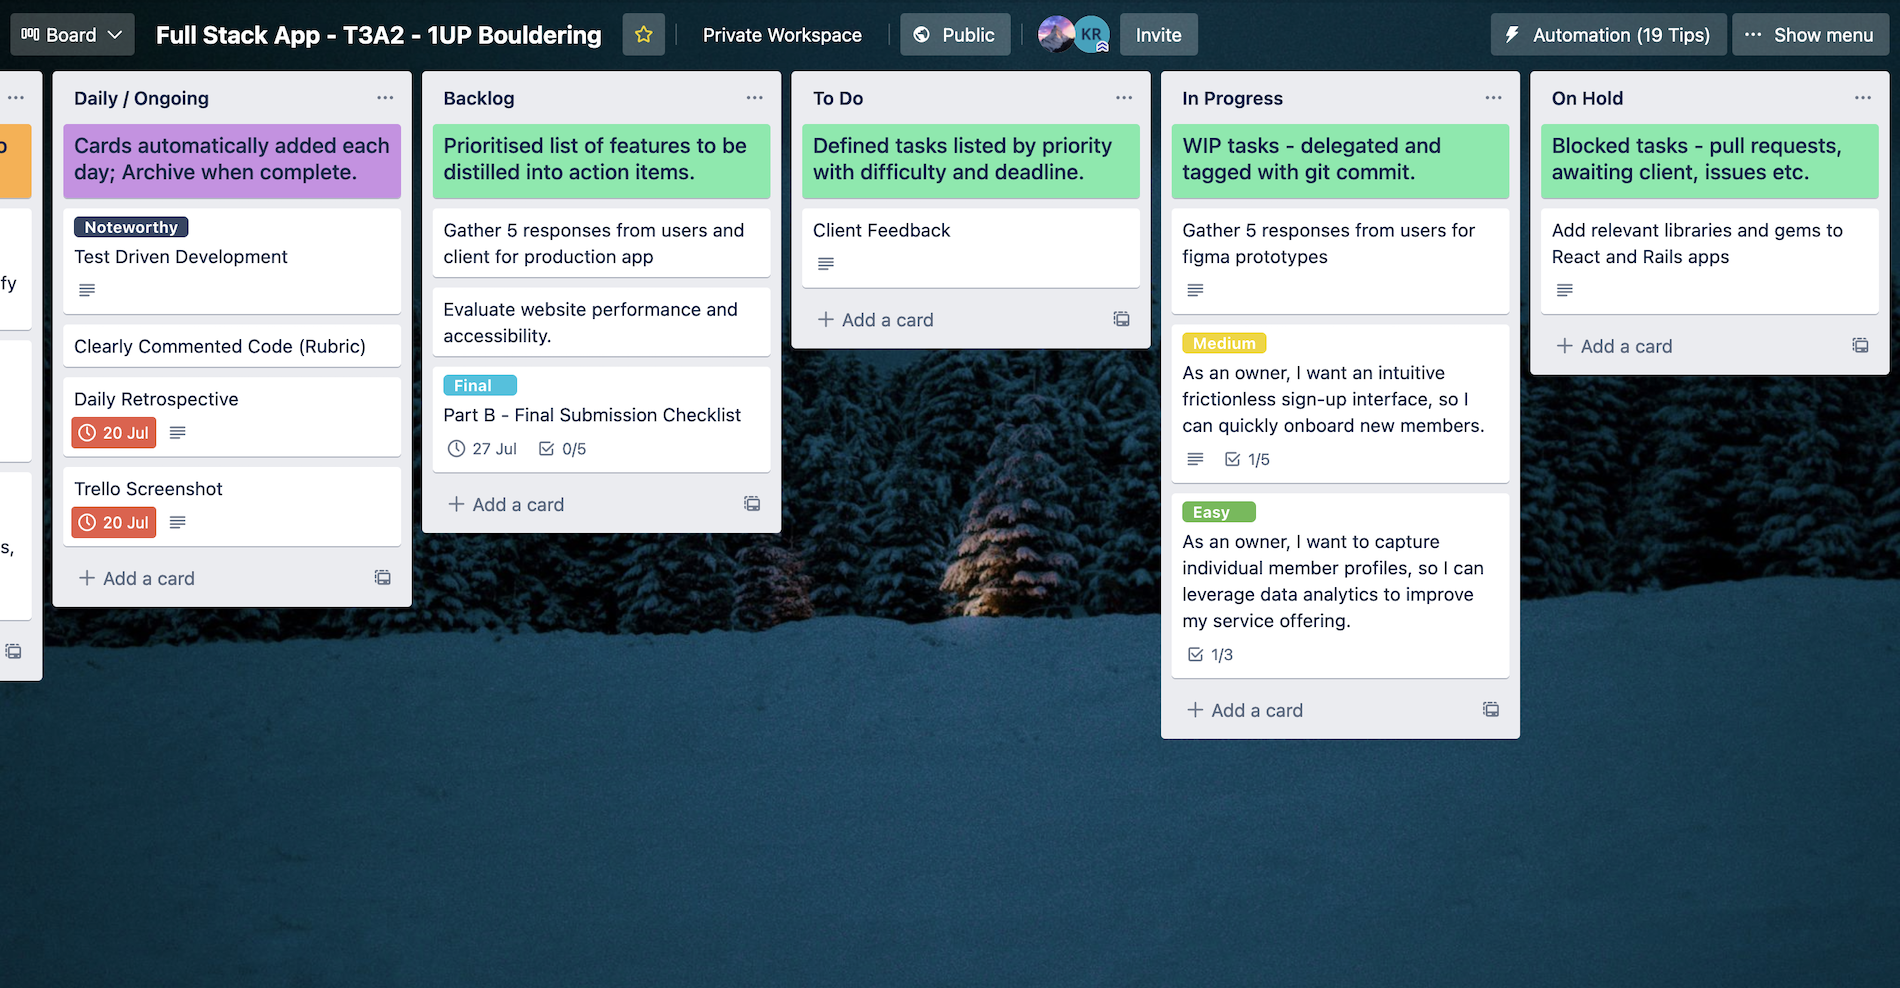 Board
Full Stack App - T3A2 - 1UP Bouldering
Private Workspace
Public
KR
Invite
Automation (19 Tips)
Show menu
fy
s,
Daily / Ongoing
Cards automatically added each
day; Archive when complete.
Noteworthy
Test Driven Development
Clearly Commented Code (Rubric)
Daily Retrospective
20 Jul
Trello Screenshot
20 Jul
Add a card
Backlog
Prioritised list of features to be
distilled into action items.
Gather 5 responses from users and
client for production app
Evaluate website performance and
accessibility.
Final
Part B - Final Submission Checklist
27 Jul 0/5
Add a card
To Do
Defined tasks listed by priority
with difficulty and deadline.
Client Feedback
Add a card
In Progress
WIP tasks - delegated and
tagged with git commit.
Gather 5 responses from users for
figma prototypes
Medium
As an owner, I want an intuitive
frictionless sign-up interface, so I
can quickly onboard new members.
1/5
Easy
As an owner, I want to capture
individual member profiles, so I can
leverage data analytics to improve
my service offering.
1/3
Add a card
On Hold
Blocked tasks - pull requests,
awaiting client, issues etc.
Add relevant libraries and gems to
React and Rails apps
Add a card